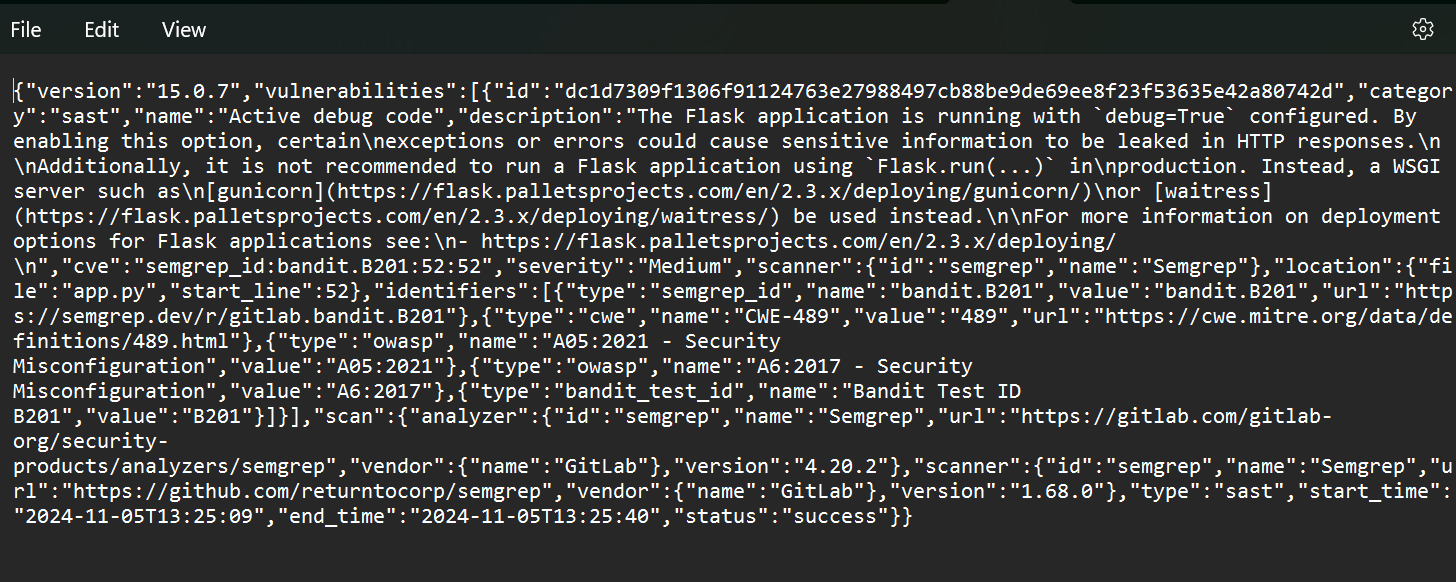 File Edit View
{"version":"15.0.7","vulnerabilities":[{"id":"dc1d7309f1306f91124763e27988497cb88be9de69ee8f23f53635e42a80742d","categor
y":"sast","name":"Active debug code","description":"The Flask application is running with `debug=True` configured. By
enabling this option, certain\nexceptions or errors could cause sensitive information to be leaked in HTTP responses.\n
\nAdditionally, it is not recommended to run a Flask application using `Flask.run(...)` in\nproduction. Instead, a WSGI
server such as\n[gunicorn](https://flask.palletsprojects.com/en/2.3.x/deploying/gunicorn/)\nor [waitress]
(https://flask.palletsprojects.com/en/2.3.x/deploying/waitress/) be used instead.\n\nFor more information on deployment
options for Flask applications see:\n- https://flask.palletsprojects.com/en/2.3.x/deploying/
\n","cve":"semgrep_id:bandit.B201:52:52","severity":"Medium","scanner":{"id":"semgrep","name":"Semgrep"},"location":{"fi
le":"app.py","start_line":52},"identifiers":[{"type":"semgrep_id","name":"bandit.B201","value":"bandit.B201","url":"http
s://semgrep.dev/r/gitlab.bandit.B201"},{"type":"cwe","name":"CWE-489","value":"489","url":"https://cwe.mitre.org/data/de
finitions/489.html"},{"type":"owasp","name":"A05:2021 - Security
Misconfiguration","value":"A05:2021"},{"type":"owasp","name":"A6:2017 - Security
Misconfiguration","value":"A6:2017"},{"type":"bandit_test_id","name":"Bandit Test ID
B201","value":"B201"}]}],"scan":{"analyzer":{"id":"semgrep","name":"Semgrep","url":"https://gitlab.com/gitlab-
org/security-
products/analyzers/semgrep","vendor":{"name":"GitLab"},"version":"4.20.2"},"scanner":{"id":"semgrep","name":"Semgrep","u
rl":"https://github.com/returntocorp/semgrep","vendor":{"name":"GitLab"},"version":"1.68.0"},"type":"sast","start_time":
"2024-11-05T13:25:09","end_time":"2024-11-05T13:25:40","status":"success"}}